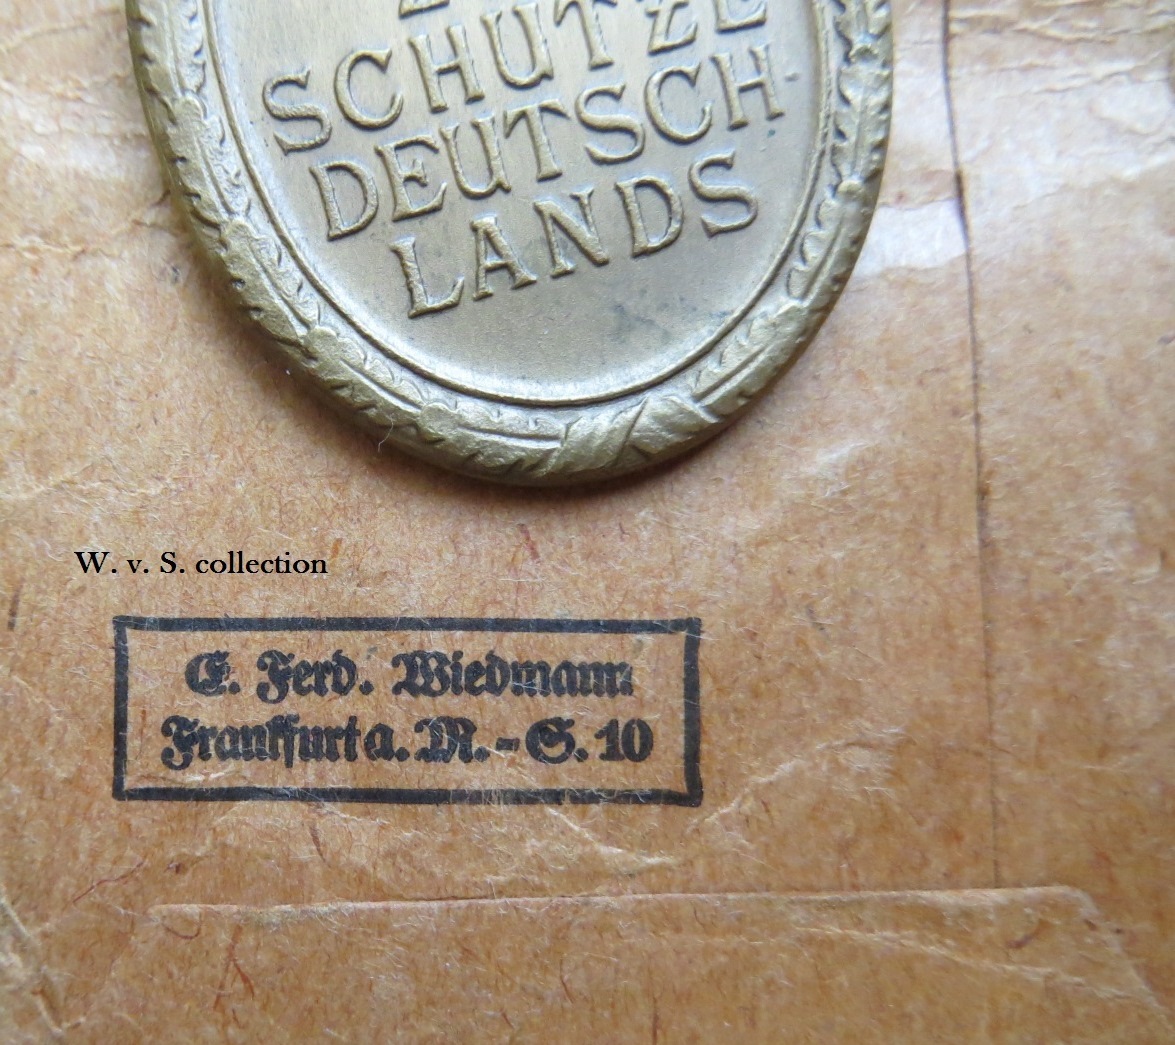 SCHUTZE
DEUTSCH-
LANDS
W. v. S. collection
E. Ferd. Wiedmann
Frankfurt a. M. - S. 10